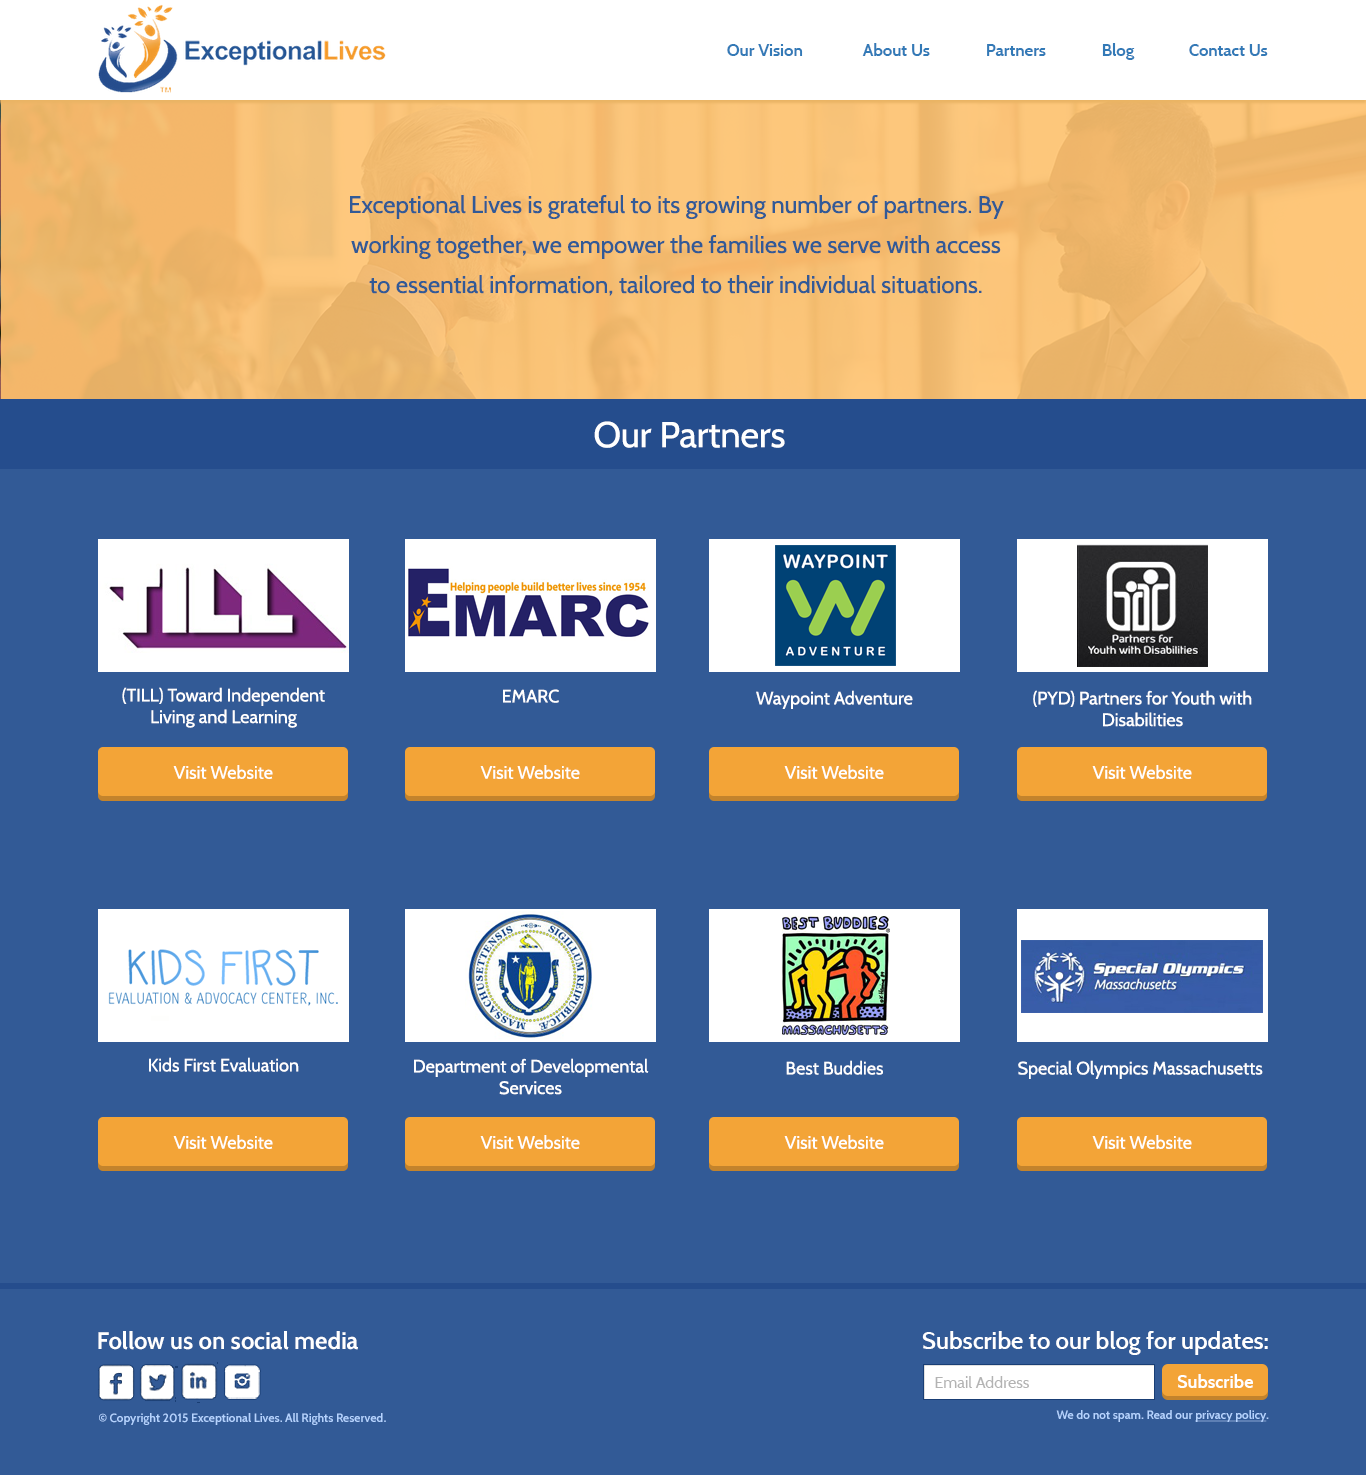 ExceptionalLives
TM
Our Vision
About Us
Partners
Blog
Contact Us
Exceptional Lives is grateful to its growing number of partners. By
working together, we empower the families we serve with access
to essential information, tailored to their individual situations.
Our Partners
TILL
Helping people build better lives since 1954
EMARC
WAYPOINT
ADVENTURE
Partners for
Youth with Disabilities
(TILL) Toward Independent
Living and Learning
EMARC
Waypoint Adventure
(PYD) Partners for Youth with
Disabilities
Visit Website
Visit Website
Visit Website
Visit Website
KIDS FIRST
EVALUATION & ADVOCACY CENTER, INC.
SIGILLUM REIPUBLICÆ MASSACHUSETTENSIS
BEST BUDDIES
MASSACHUSETTS
Special Olympics
Massachusetts
Kids First Evaluation
Department of Developmental
Services
Best Buddies
Special Olympics Massachusetts
Visit Website
Visit Website
Visit Website
Visit Website
Follow us on social media
© Copyright 2015 Exceptional Lives. All Rights Reserved.
Subscribe to our blog for updates:
Email Address
Subscribe
We do not spam. Read our privacy policy.